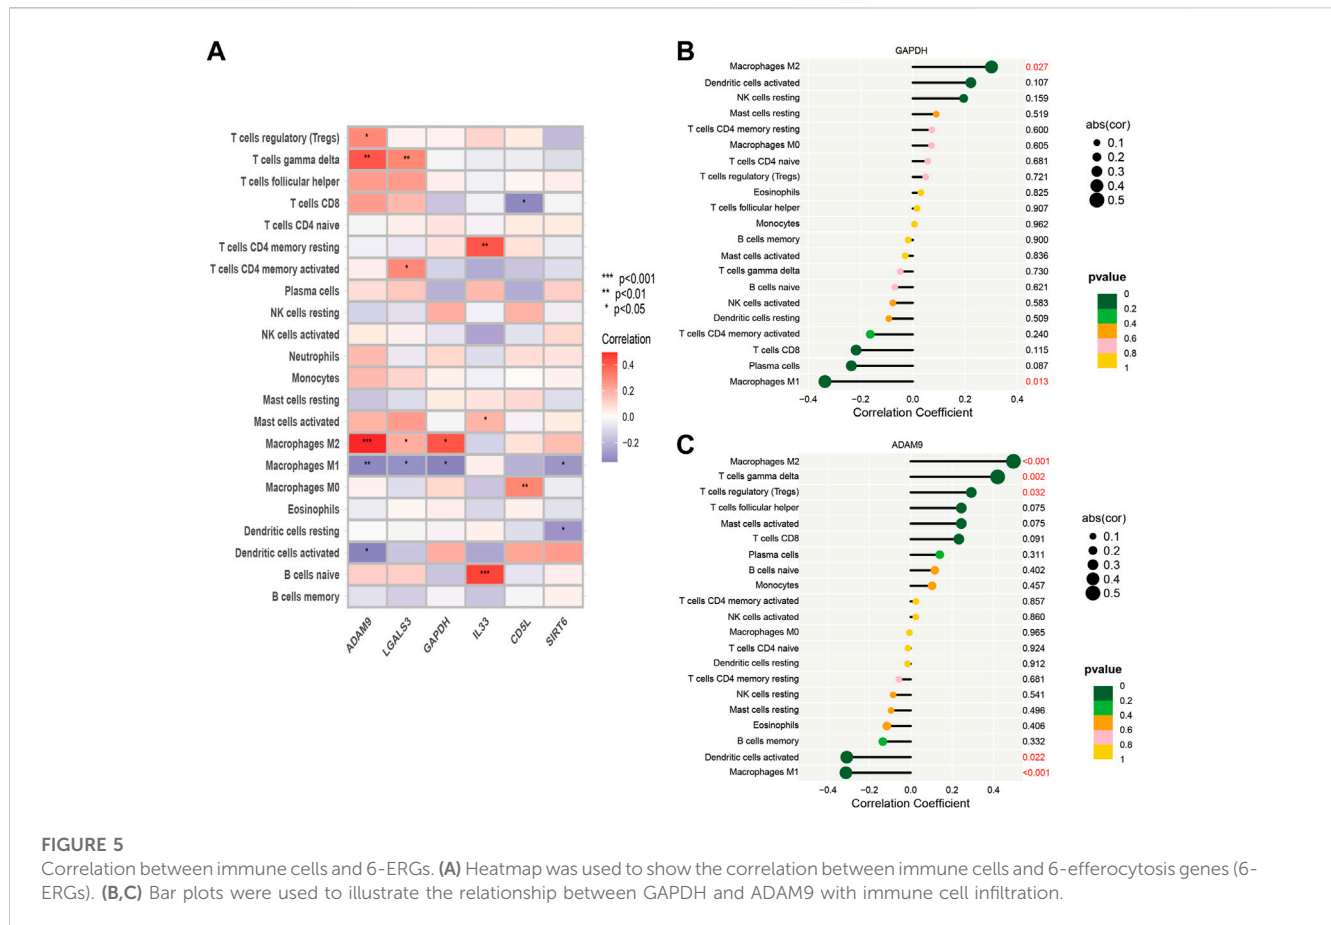 A
T cells regulatory (Tregs)
T cells gamma delta
T cells follicular helper
T cells CD8
T cells CD4 naive
T cells CD4 memory resting
T cells CD4 memory activated
Plasma cells
NK cells resting
NK cells activated
Neutrophils
Monocytes
Mast cells resting
Mast cells activated
Macrophages M2
Macrophages M1
Macrophages M0
Eosinophils
Dendritic cells resting
Dendritic cells activated
B cells naive
B cells memory
*
** **
*
**
*
*
*** * *
** * * *
**
*
*
***
ADAM9 LGALS3 GAPDH IL33 CD5L SIRT6
*** p<0.001
** p<0.01
* p<0.05
Correlation
0.4
0.2
0.0
−0.2
B
GAPDH
Macrophages M2 0.027
Dendritic cells activated 0.107
NK cells resting 0.159
Mast cells resting 0.519
T cells CD4 memory resting 0.600
Macrophages M0 0.605
T cells CD4 naive 0.681
T cells regulatory (Tregs) 0.721
Eosinophils 0.825
T cells follicular helper 0.907
Monocytes 0.962
B cells memory 0.900
Mast cells activated 0.836
T cells gamma delta 0.730
B cells naive 0.621
NK cells activated 0.583
Dendritic cells resting 0.509
T cells CD4 memory activated 0.240
T cells CD8 0.115
Plasma cells 0.087
Macrophages M1 0.013
−0.4 −0.2 0.0 0.2 0.4
Correlation Coefficient
abs(cor)
0.1
0.2
0.3
0.4
0.5
pvalue
0
0.2
0.4
0.6
0.8
1
C
ADAM9
Macrophages M2 <0.001
T cells gamma delta 0.002
T cells regulatory (Tregs) 0.032
T cells follicular helper 0.075
Mast cells activated 0.075
T cells CD8 0.091
Plasma cells 0.311
B cells naive 0.402
Monocytes 0.457
T cells CD4 memory activated 0.857
NK cells activated 0.860
Macrophages M0 0.965
T cells CD4 naive 0.924
Dendritic cells resting 0.912
T cells CD4 memory resting 0.681
NK cells resting 0.541
Mast cells resting 0.496
Eosinophils 0.406
B cells memory 0.332
Dendritic cells activated 0.022
Macrophages M1 <0.001
−0.4 −0.2 0.0 0.2 0.4
Correlation Coefficient
abs(cor)
0.1
0.2
0.3
0.4
0.5
pvalue
0
0.2
0.4
0.6
0.8
1
FIGURE 5
Correlation between immune cells and 6-ERGs. (A) Heatmap was used to show the correlation between immune cells and 6-efferocytosis genes (6-
ERGs). (B,C) Bar plots were used to illustrate the relationship between GAPDH and ADAM9 with immune cell infiltration.